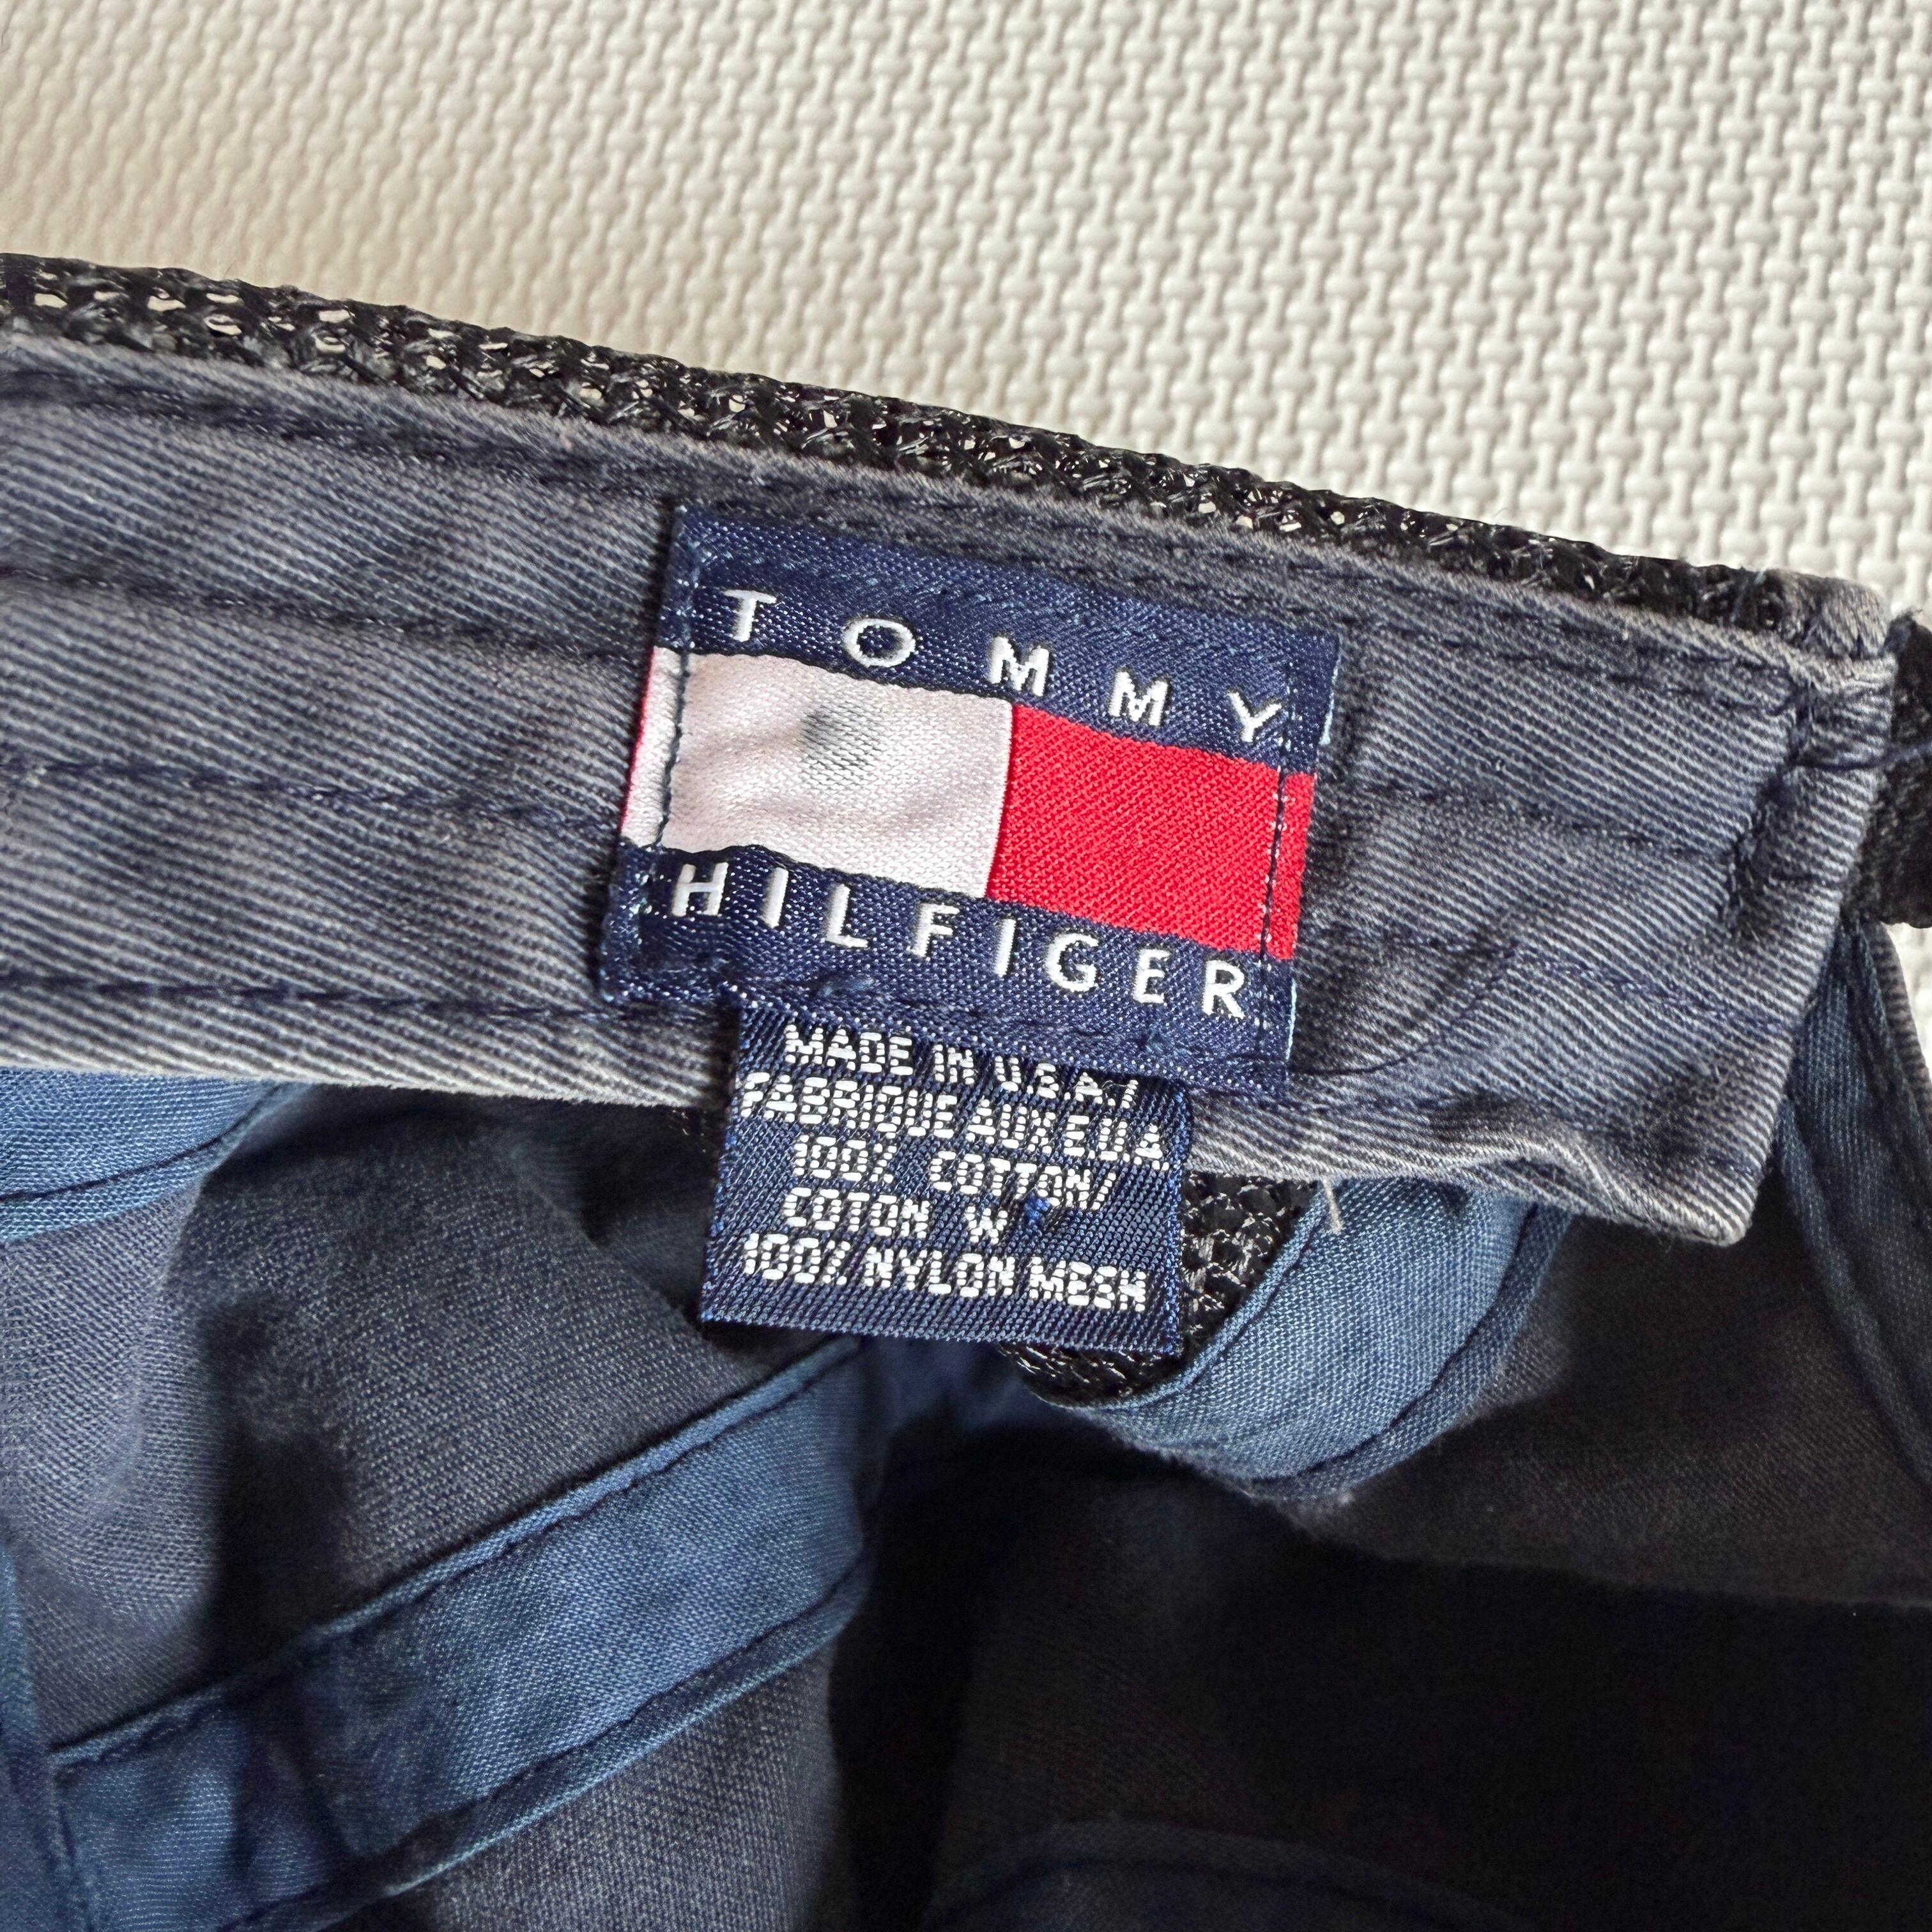 TOMMY
HILFIGER
MADE IN U.S.A./
FABRIQUE AUX E.U.A.
100% COTTON/
COTON W
100% NYLON MESH